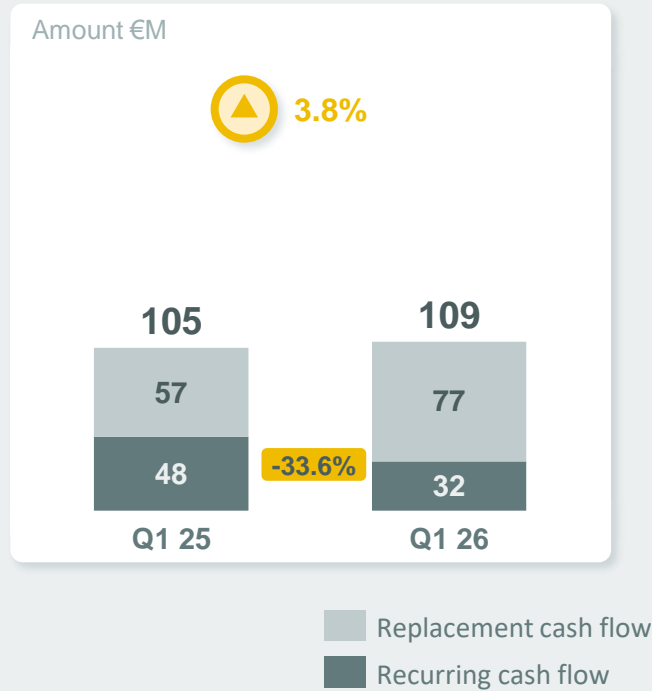 Amount €M
3.8%
105
109
57
77
48
-33.6%
32
Q1 25
Q1 26
Replacement cash flow
Recurring cash flow